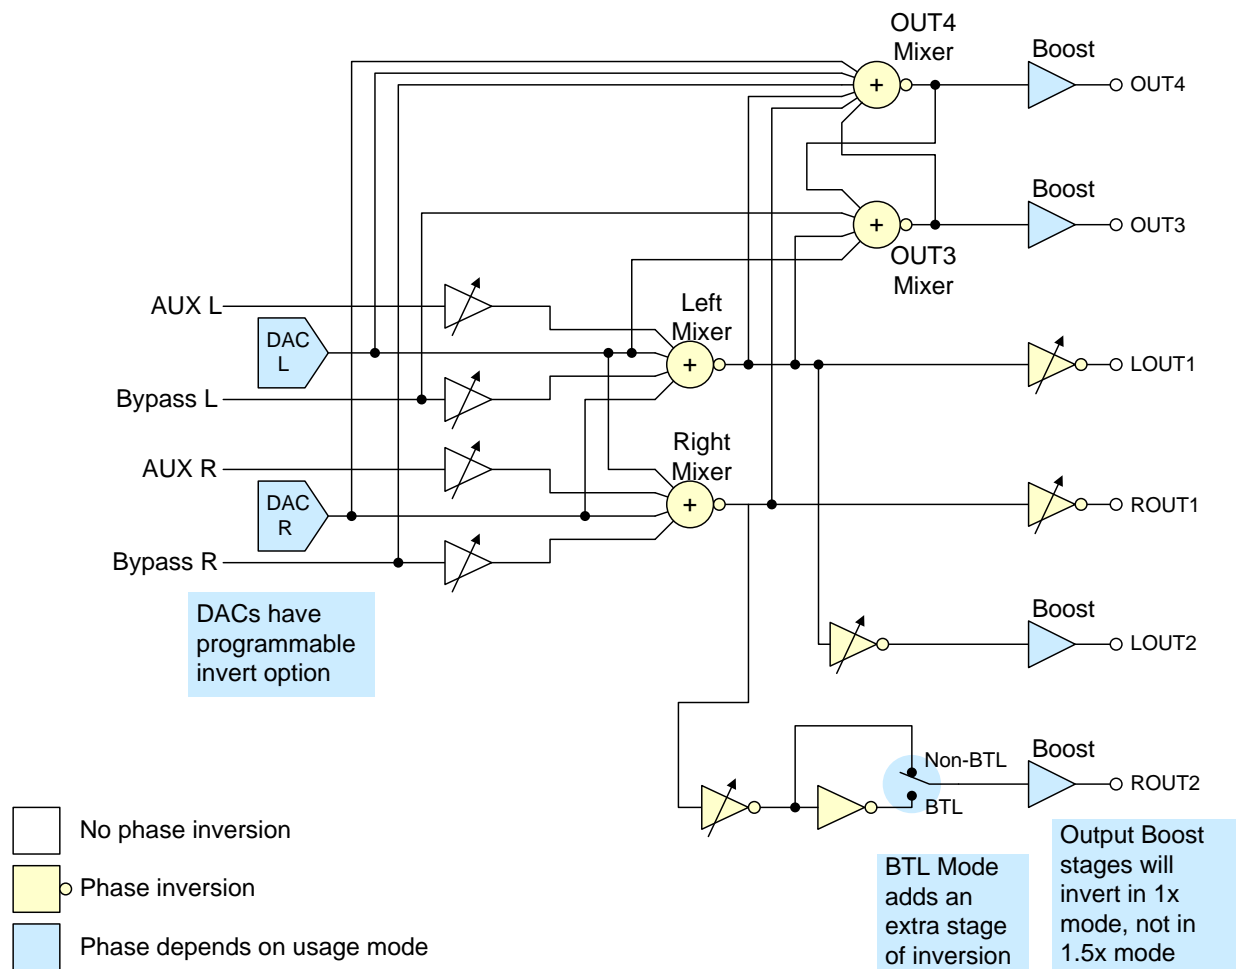 OUT4
Mixer
Boost
+
OUT4
Boost
+
OUT3
OUT3
Mixer
AUX L
Left
Mixer
DAC
L
+
LOUT1
Bypass L
Right
Mixer
AUX R
DAC
R
+
ROUT1
Bypass R
DACs have
programmable
invert option
Boost
LOUT2
Boost
Non-BTL
ROUT2
BTL
No phase inversion
Phase inversion
Phase depends on usage mode
BTL Mode
adds an
extra stage
of inversion
Output Boost
stages will
invert in 1x
mode, not in
1.5x mode